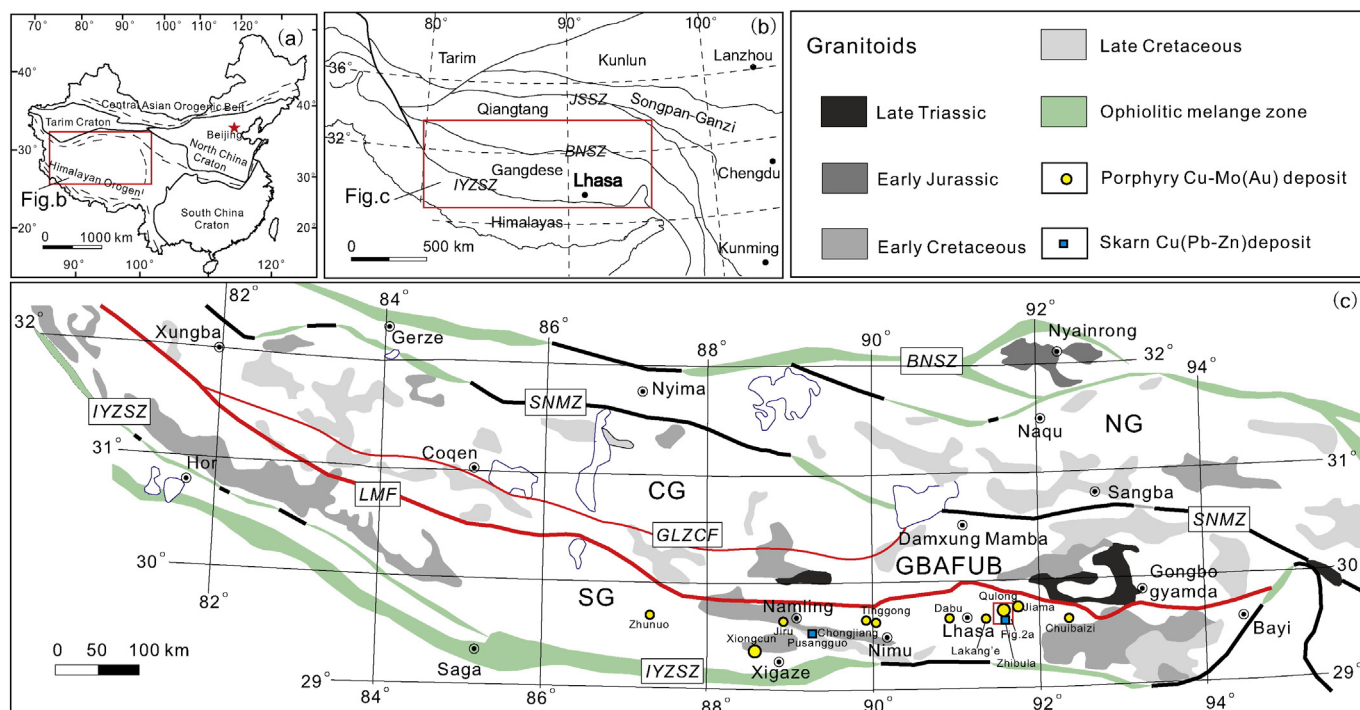 70° 80° 90° 100° 110° 120° 130°
(a)
40°
40°
Central Asian Orogenic Belt
Tarim Craton
Beijing
30°
North China
Craton
30°
Himalayan Orogen
Fig.b
South China
Craton
20°
20°
0 1000 km
90° 100° 120°
80° 90° 100°
(b)
Tarim
Kunlun
Lanzhou
36°
Qiangtang
JSSZ
Songpan-Ganzi
32°
BNSZ
Gangdese
Chengdu
IYZSZ
Lhasa
Fig.c
Himalayas
0 500 km
Kunming
Granitoids
Late Triassic
Early Jurassic
Early Cretaceous
Late Cretaceous
Ophiolitic melange zone
Porphyry Cu-Mo(Au) deposit
Skarn Cu(Pb-Zn)deposit
(c)
82°
84°
86°
88°
90°
92°
94°
32°
Xungba
Gerze
Nyainrong
32°
BNSZ
Nyima
SNMZ
IYZSZ
Naqu
NG
31°
31°
Hor
Coqen
LMF
CG
Sangba
SNMZ
GLZCF
Damxung Mamba
30°
GBAFUB
30°
Gongbo
gyamda
82°
SG
Namling
Tinggong
Dabu
Qulong
Jiama
Zhunuo
Jiru
Chongjiang
Lhasa
Fig.2a
Chuibaizi
Bayi
Xiongcun
Pusangguo
Nimu
Lakang'e
Zhibula
Saga
IYZSZ
Xigaze
0 50 100 km
29°
29°
84°
86°
88°
90°
92°
94°